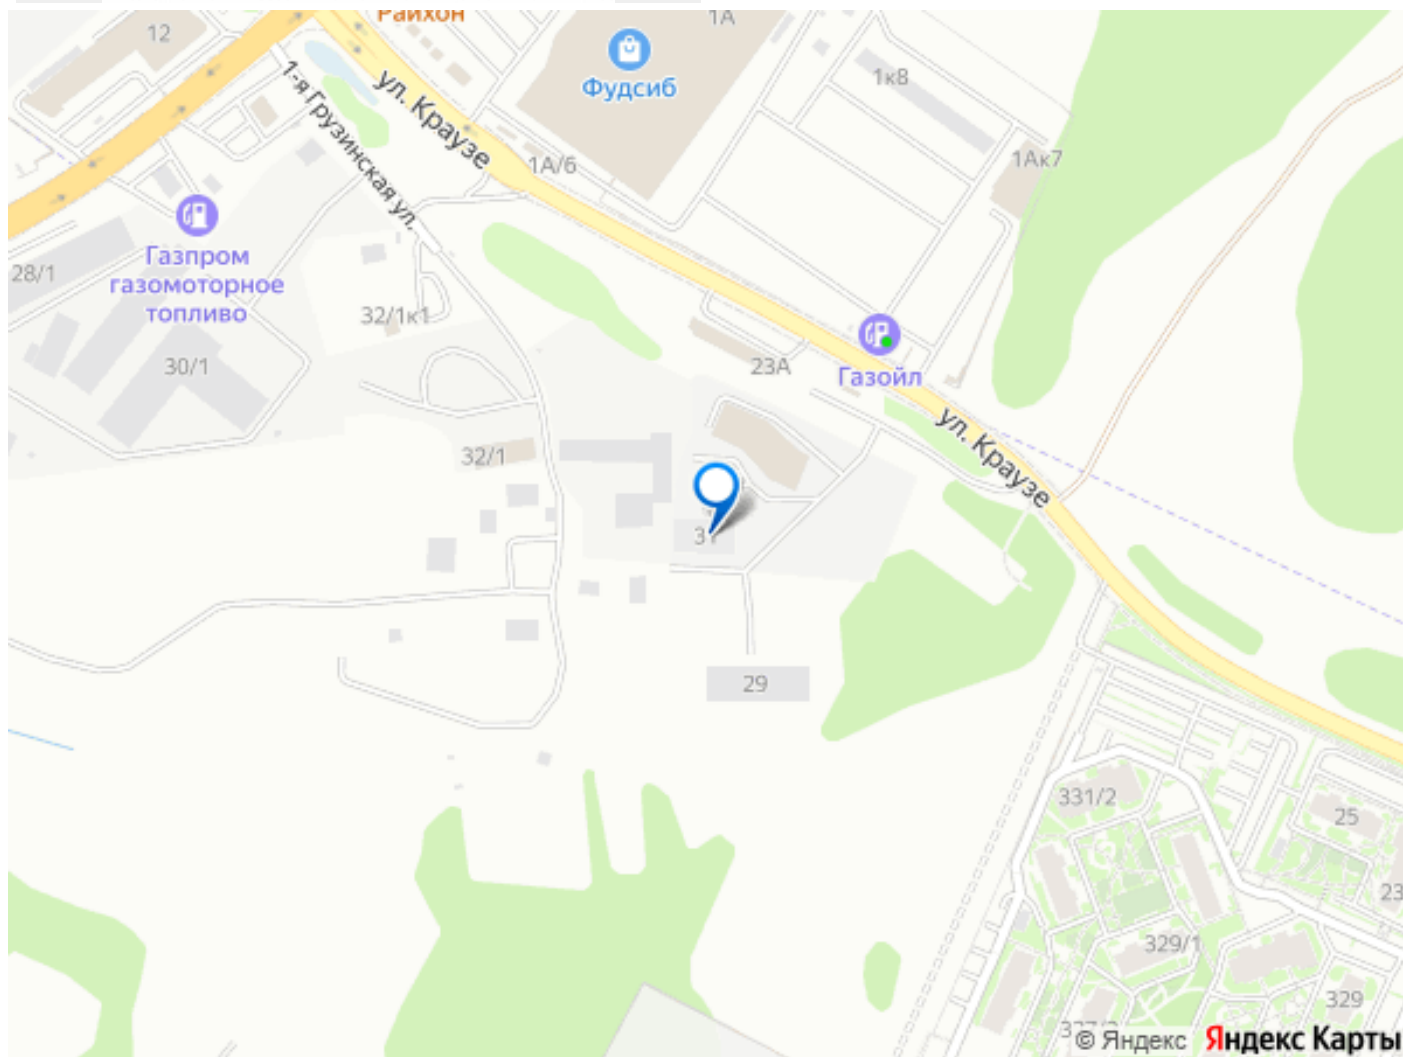 Райхон
1А
12
Фудсиб
1к8
ул. Краузе
1-я Грузинская ул.
1А/6
1Ак7
Газпром
газомоторное
топливо
28/1
32/1к1
30/1
23А
Газойл
ул. Краузе
32/1
29
331/2
25
23
329/1
329
© Яндекс
Яндекс Карты